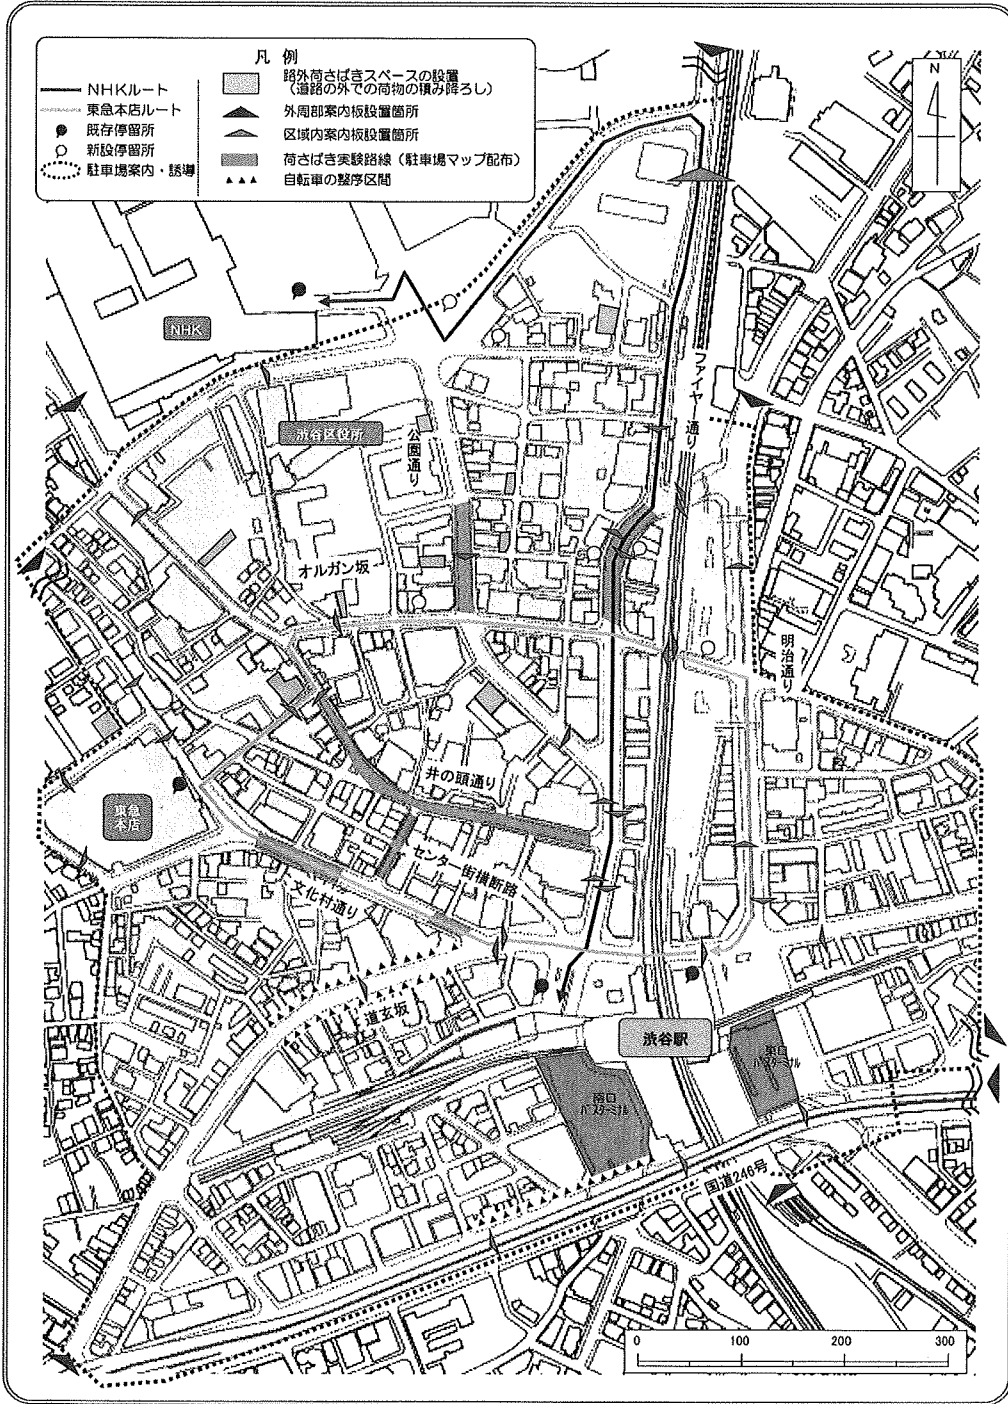 凡 例
NHKルート
東急本店ルート
既存停留所
新設停留所
駐車場案内・誘導
路外荷さばきスペースの設置
(道路の外での荷物の積み降ろし)
外周部案内板設置箇所
区域内案内板設置箇所
荷さばき実験路線(駐車場マップ配布)
自転車の整序区間
N
NHK
ファイヤー通り
渋谷区役所
公園通り
オルガン坂
明治通り
井の頭通り
東急
本店
センター街横断路
文化村通り
道玄坂
渋谷駅
東口
バスターミナル
南口
バスターミナル
国道246号
0 100 200 300